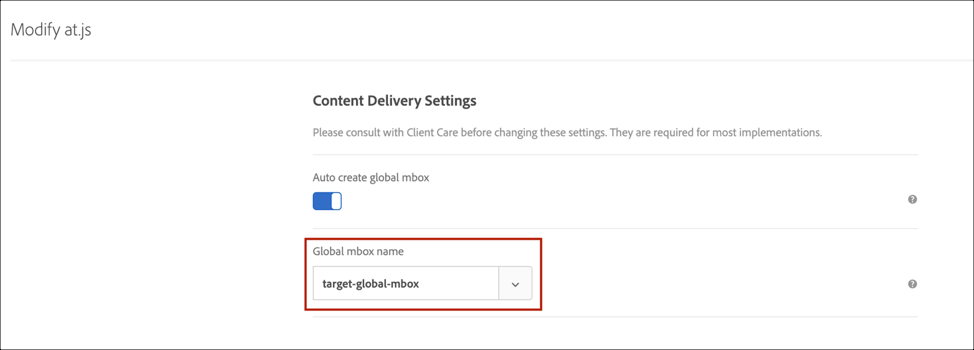 Modify at.js
Content Delivery Settings
Please consult with Client Care before changing these settings. They are required for most implementations.
Auto create global mbox
?
Global mbox name
target-global-mbox
?